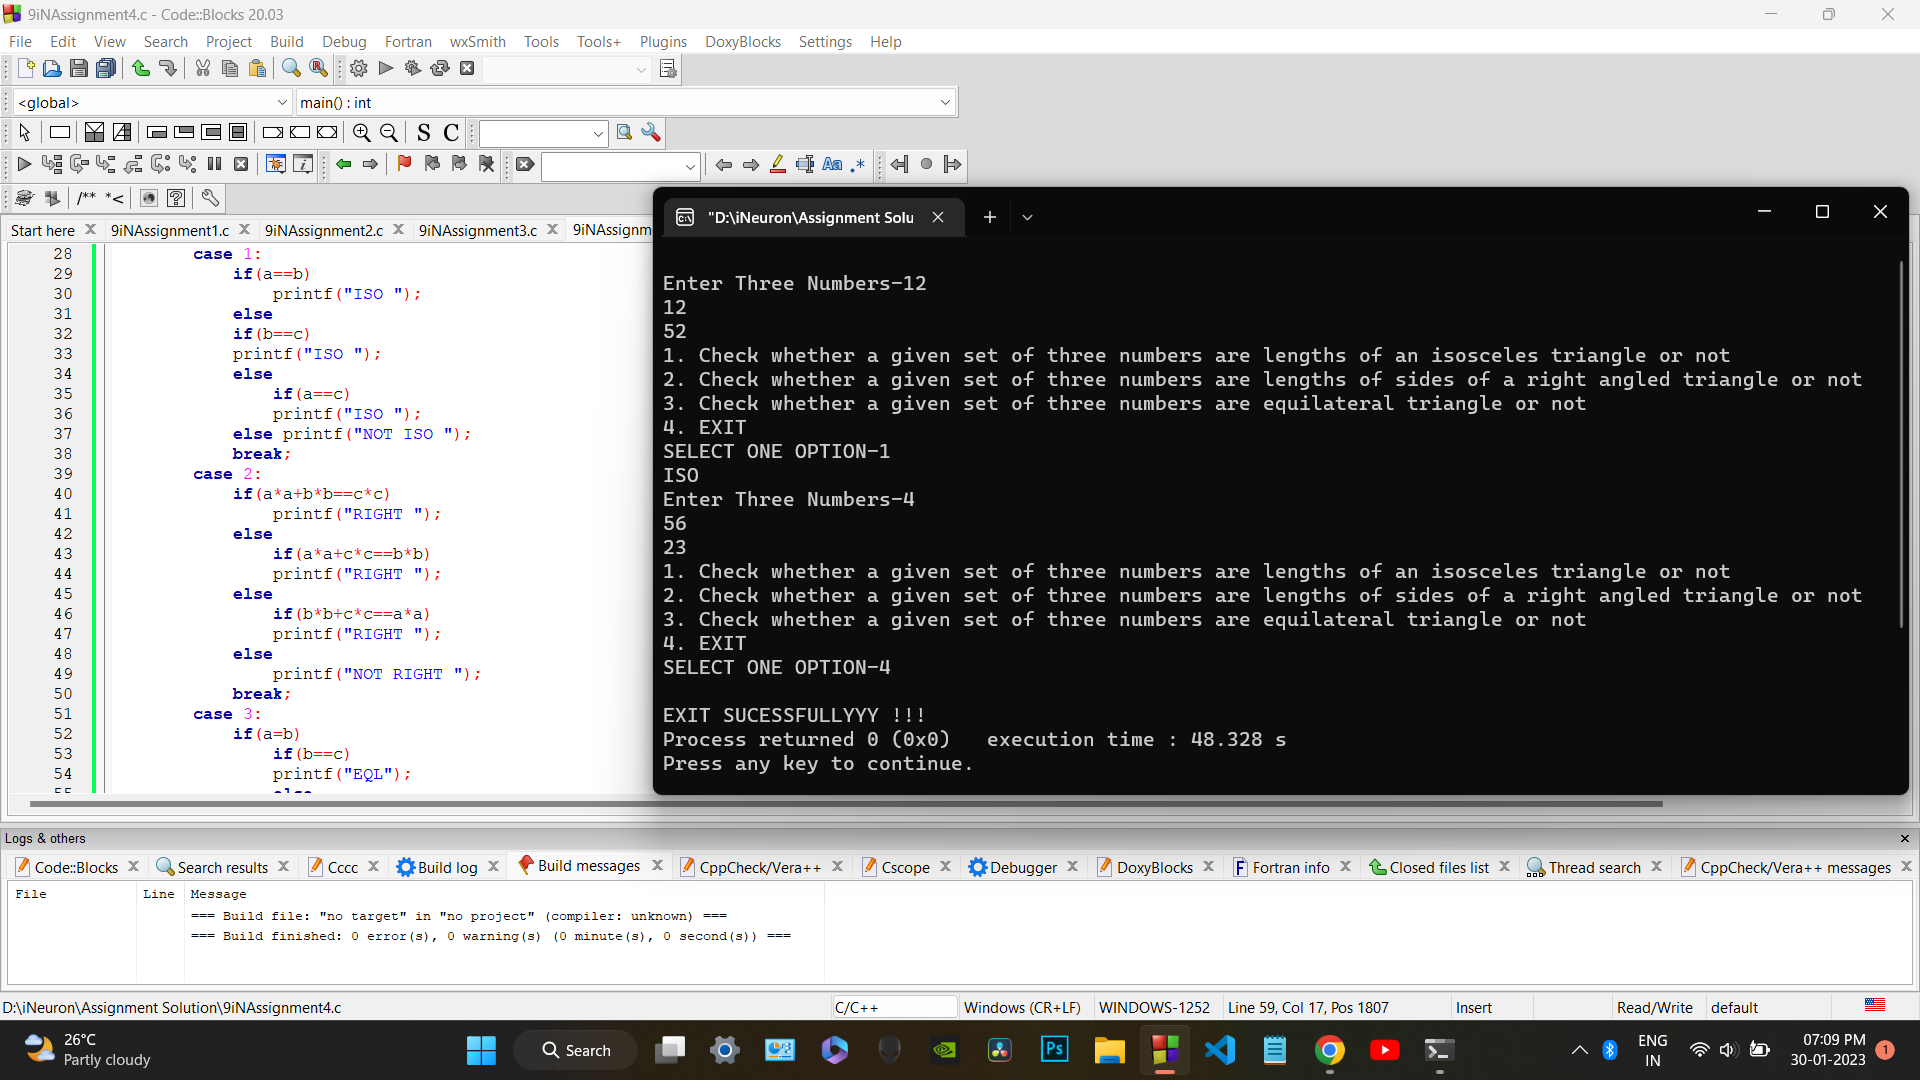 9iNAssignment4.c - Code::Blocks 20.03
File Edit View Search Project Build Debug Fortran wxSmith Tools Tools+ Plugins DoxyBlocks Settings Help
<global> main() : int
S C
Aa .*
/** *<
Start here 9iNAssignment1.c 9iNAssignment2.c 9iNAssignment3.c 9iNAssignm
28 case 1:
29 if(a==b)
30 printf("ISO ");
31 else
32 if(b==c)
33 printf("ISO ");
34 else
35 if(a==c)
36 printf("ISO ");
37 else printf("NOT ISO ");
38 break;
39 case 2:
40 if(a*a+b*b==c*c)
41 printf("RIGHT ");
42 else
43 if(a*a+c*c==b*b)
44 printf("RIGHT ");
45 else
46 if(b*b+c*c==a*a)
47 printf("RIGHT ");
48 else
49 printf("NOT RIGHT ");
50 break;
51 case 3:
52 if(a=b)
53 if(b==c)
54 printf("EQL");
55 else
"D:\iNeuron\Assignment Solu
Enter Three Numbers-12
12
52
1. Check whether a given set of three numbers are lengths of an isosceles triangle or not
2. Check whether a given set of three numbers are lengths of sides of a right angled triangle or not
3. Check whether a given set of three numbers are equilateral triangle or not
4. EXIT
SELECT ONE OPTION-1
ISO
Enter Three Numbers-4
56
23
1. Check whether a given set of three numbers are lengths of an isosceles triangle or not
2. Check whether a given set of three numbers are lengths of sides of a right angled triangle or not
3. Check whether a given set of three numbers are equilateral triangle or not
4. EXIT
SELECT ONE OPTION-4
EXIT SUCESSFULLYYY !!!
Process returned 0 (0x0)   execution time : 48.328 s
Press any key to continue.
Logs & others
Code::Blocks Search results Cccc Build log Build messages CppCheck/Vera++ Cscope Debugger DoxyBlocks Fortran info Closed files list Thread search CppCheck/Vera++ messages
File Line Message
=== Build file: "no target" in "no project" (compiler: unknown) ===
=== Build finished: 0 error(s), 0 warning(s) (0 minute(s), 0 second(s)) ===
D:\iNeuron\Assignment Solution\9iNAssignment4.c C/C++ Windows (CR+LF) WINDOWS-1252 Line 59, Col 17, Pos 1807 Insert Read/Write default
26°C
Partly cloudy
Search
Ps
ENG
IN
07:09 PM
30-01-2023
1